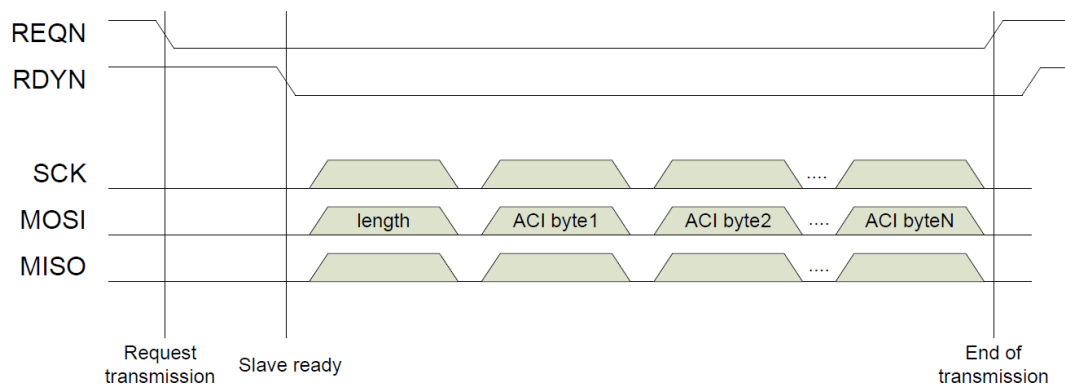 REQN
RDYN
SCK
....
MOSI
length
ACI byte1
ACI byte2
....
ACI byteN
MISO
....
Request
transmission
Slave ready
End of
transmission